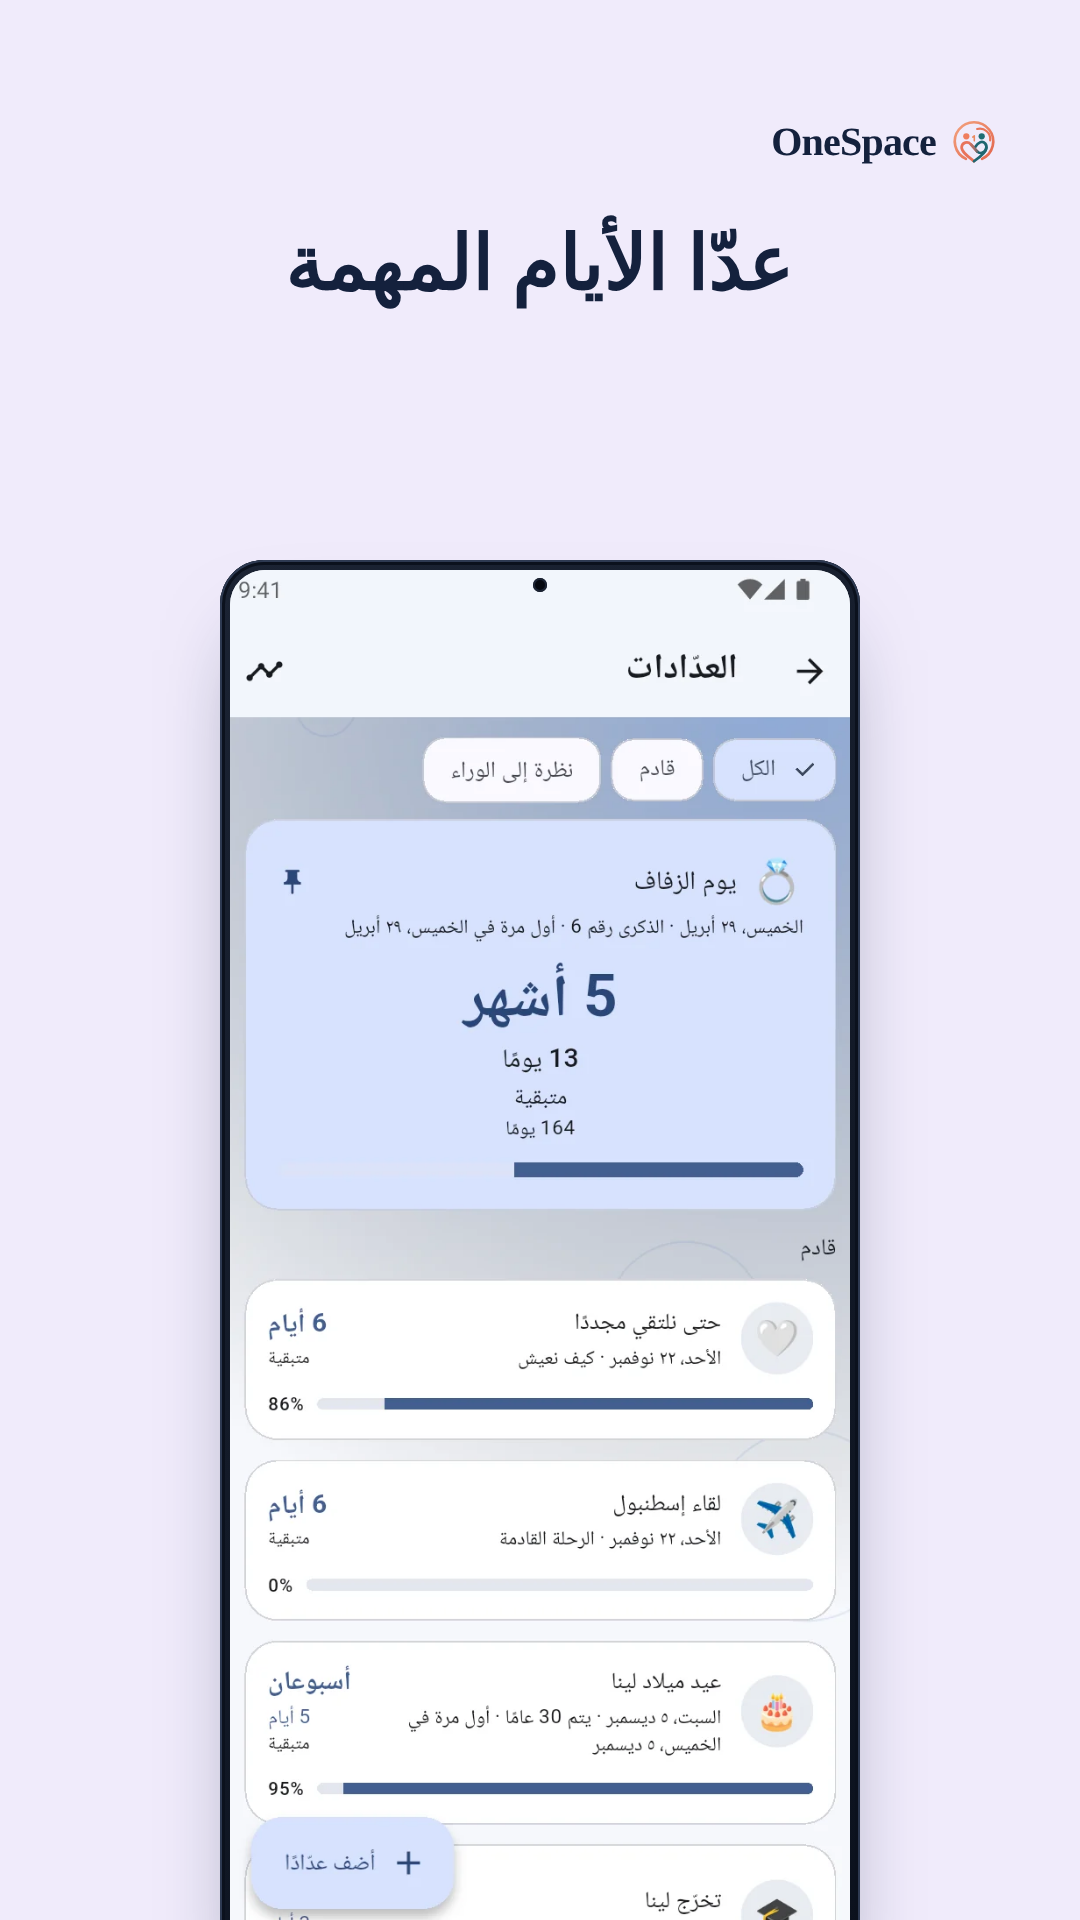 OneSpace
عدّا الأيام المهمة
9:41
العدّادات
الكل
قادم
نظرة إلى الوراء
يوم الزفاف
الخميس، ٢٩ أبريل · الذكرى رقم 6 · أول مرة في الخميس، ٢٩ أبريل
5 أشهر
13 يومًا
متبقية
164 يومًا
قادم
حتى نلتقي مجددًا
6 أيام
الأحد، ٢٢ نوفمبر · كيف نعيش
متبقية
86%
لقاء إسطنبول
6 أيام
الأحد، ٢٢ نوفمبر · الرحلة القادمة
متبقية
0%
عيد ميلاد لينا
أسبوعان
السبت، ٥ ديسمبر · يتم 30 عامًا · أول مرة في
الخميس، ٥ ديسمبر
5 أيام
متبقية
95%
تخرّج لينا
أضف عدّادًا